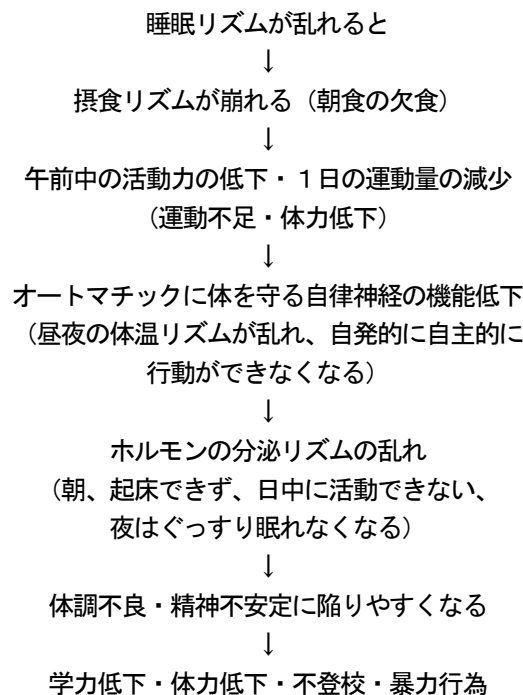 睡眠リズムが乱れると
↓
摂食リズムが崩れる（朝食の欠食）
↓
午前中の活動力の低下・１日の運動量の減少
（運動不足・体力低下）
↓
オートマチックに体を守る自律神経の機能低下
（昼夜の体温リズムが乱れ、自発的に自主的に
行動ができなくなる）
↓
ホルモンの分泌リズムの乱れ
（朝、起床できず、日中に活動できない、
夜はぐっすり眠れなくなる）
↓
体調不良・精神不安定に陥りやすくなる
↓
学力低下・体力低下・不登校・暴力行為